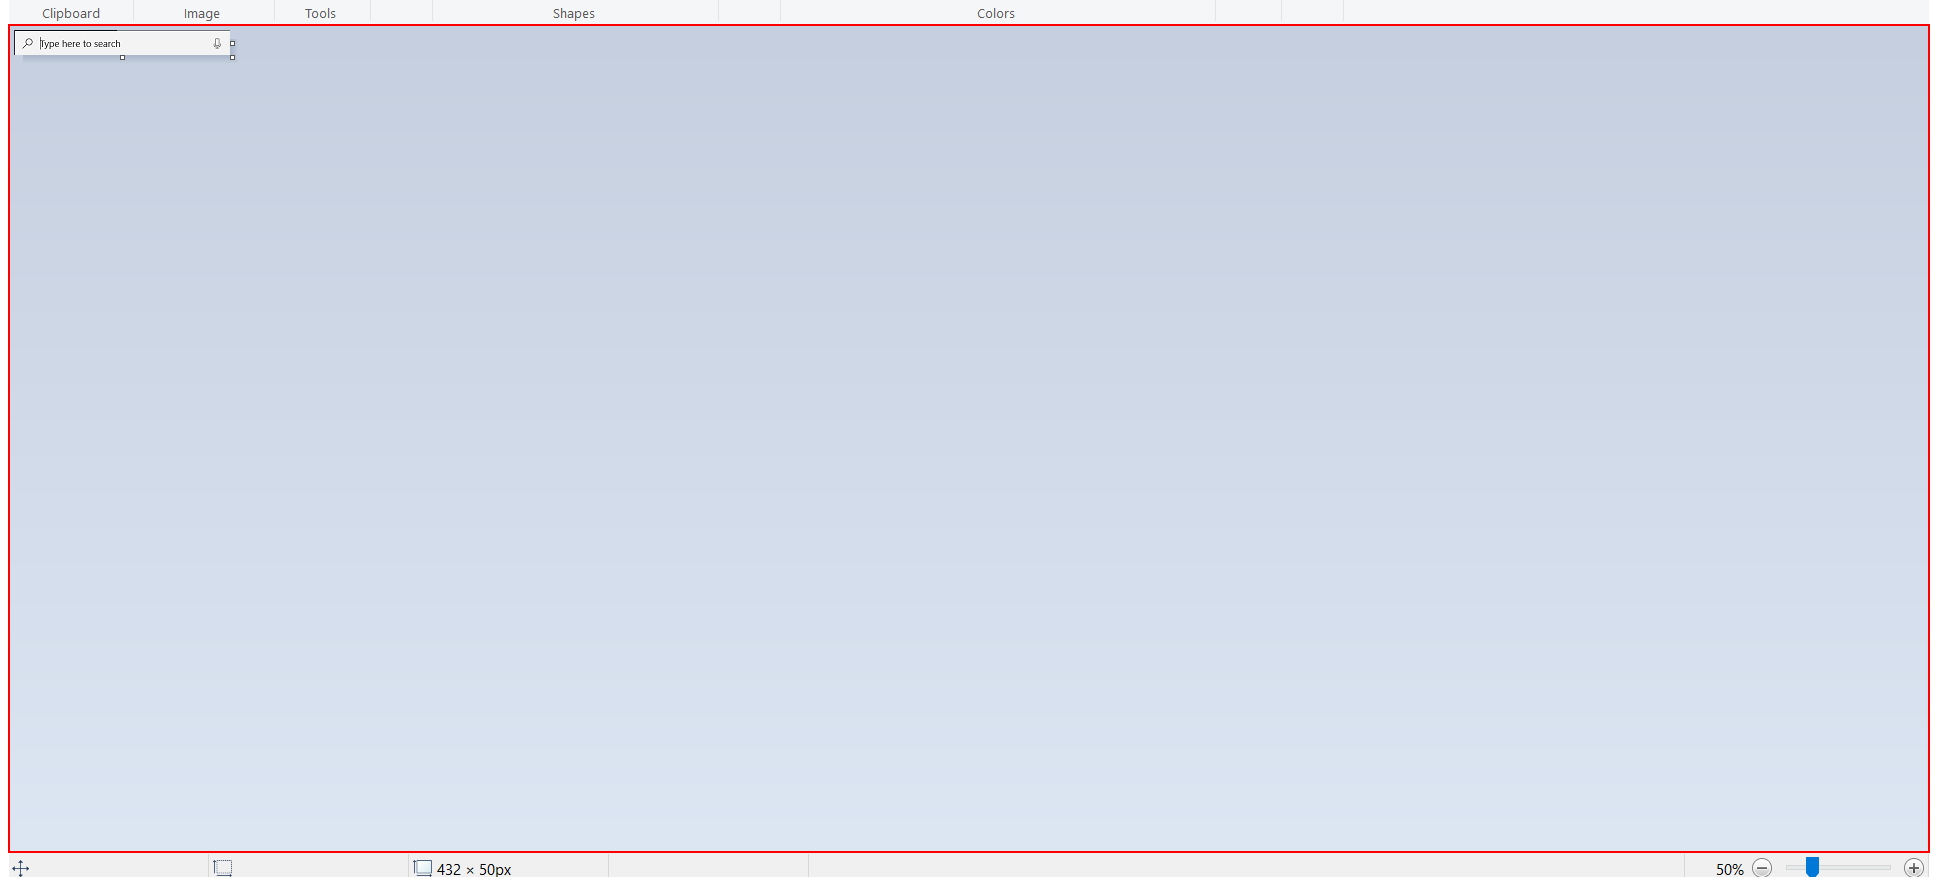 Clipboard Image Tools Shapes Colors
Type here to search
432 × 50px 50%